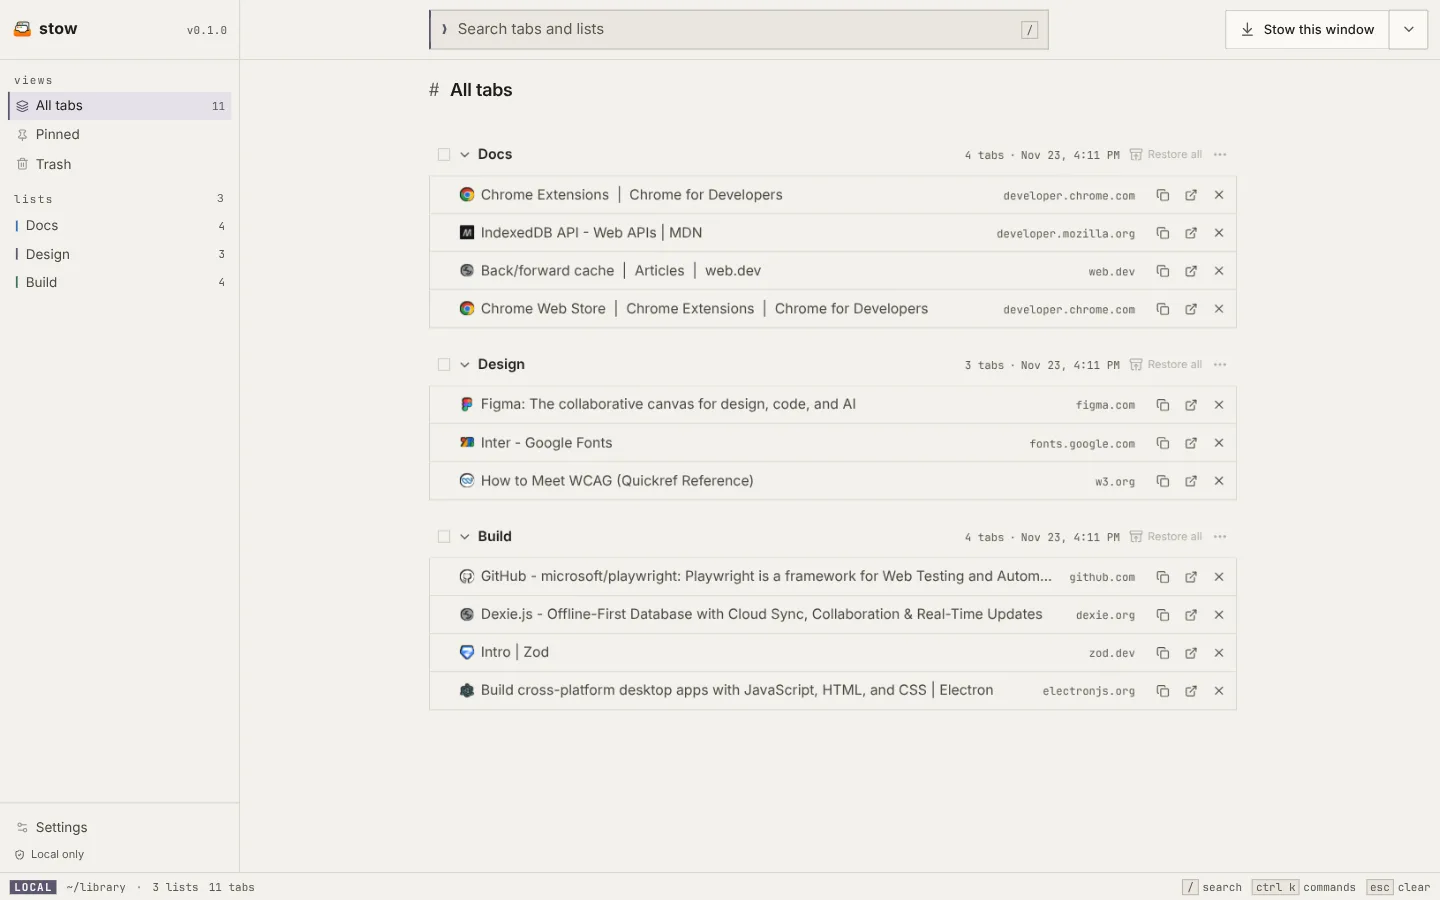 stow
v0.1.0
❯ Search tabs and lists /
Stow this window
views
All tabs 11
Pinned
Trash
lists 3
Docs 4
Design 3
Build 4
# All tabs
Docs 4 tabs · Nov 23, 4:11 PM Restore all ···
Chrome Extensions | Chrome for Developers developer.chrome.com
IndexedDB API - Web APIs | MDN developer.mozilla.org
Back/forward cache | Articles | web.dev web.dev
Chrome Web Store | Chrome Extensions | Chrome for Developers developer.chrome.com
Design 3 tabs · Nov 23, 4:11 PM Restore all ···
Figma: The collaborative canvas for design, code, and AI figma.com
Inter - Google Fonts fonts.google.com
How to Meet WCAG (Quickref Reference) w3.org
Build 4 tabs · Nov 23, 4:11 PM Restore all ···
GitHub - microsoft/playwright: Playwright is a framework for Web Testing and Autom... github.com
Dexie.js - Offline-First Database with Cloud Sync, Collaboration & Real-Time Updates dexie.org
Intro | Zod zod.dev
Build cross-platform desktop apps with JavaScript, HTML, and CSS | Electron electronjs.org
Settings
Local only
LOCAL ~/library · 3 lists 11 tabs
/ search ctrl k commands esc clear